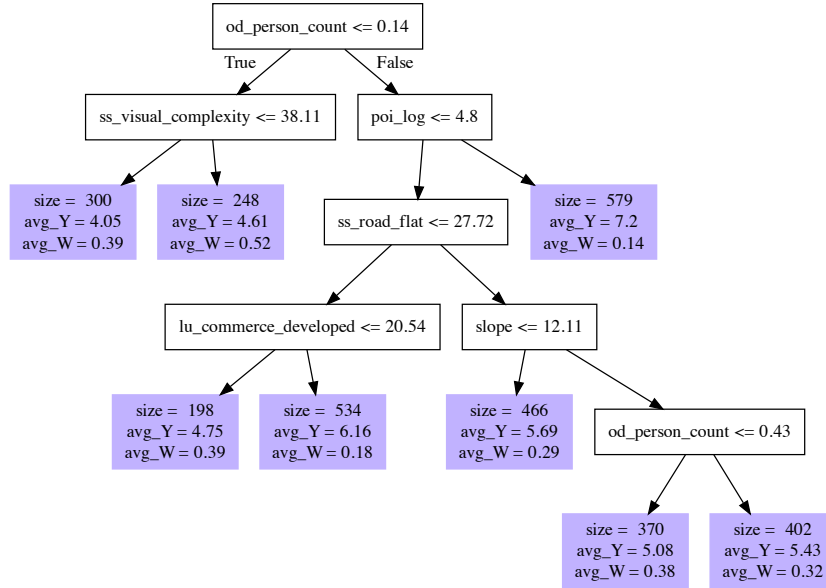 od_person_count <= 0.14
True
False
ss_visual_complexity <= 38.11
poi_log <= 4.8
size = 300
avg_Y = 4.05
avg_W = 0.39
size = 248
avg_Y = 4.61
avg_W = 0.52
ss_road_flat <= 27.72
size = 579
avg_Y = 7.2
avg_W = 0.14
lu_commerce_developed <= 20.54
slope <= 12.11
size = 198
avg_Y = 4.75
avg_W = 0.39
size = 534
avg_Y = 6.16
avg_W = 0.18
size = 466
avg_Y = 5.69
avg_W = 0.29
od_person_count <= 0.43
size = 370
avg_Y = 5.08
avg_W = 0.38
size = 402
avg_Y = 5.43
avg_W = 0.32